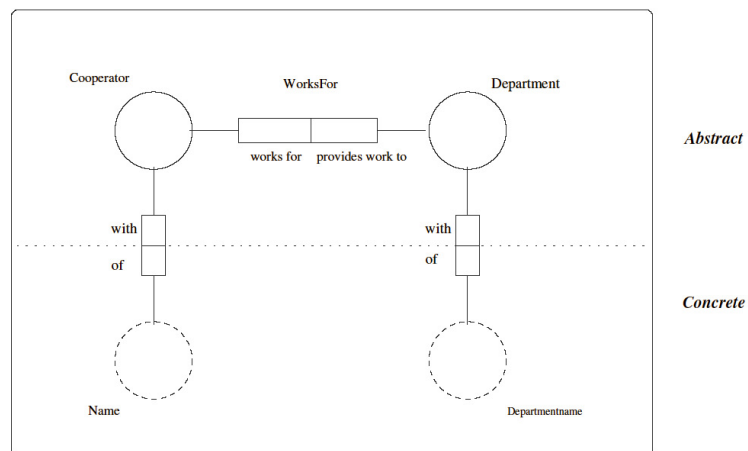 Cooperator
WorksFor
Department
works for
provides work to
Abstract
with
with
of
of
Concrete
Name
Departmentname